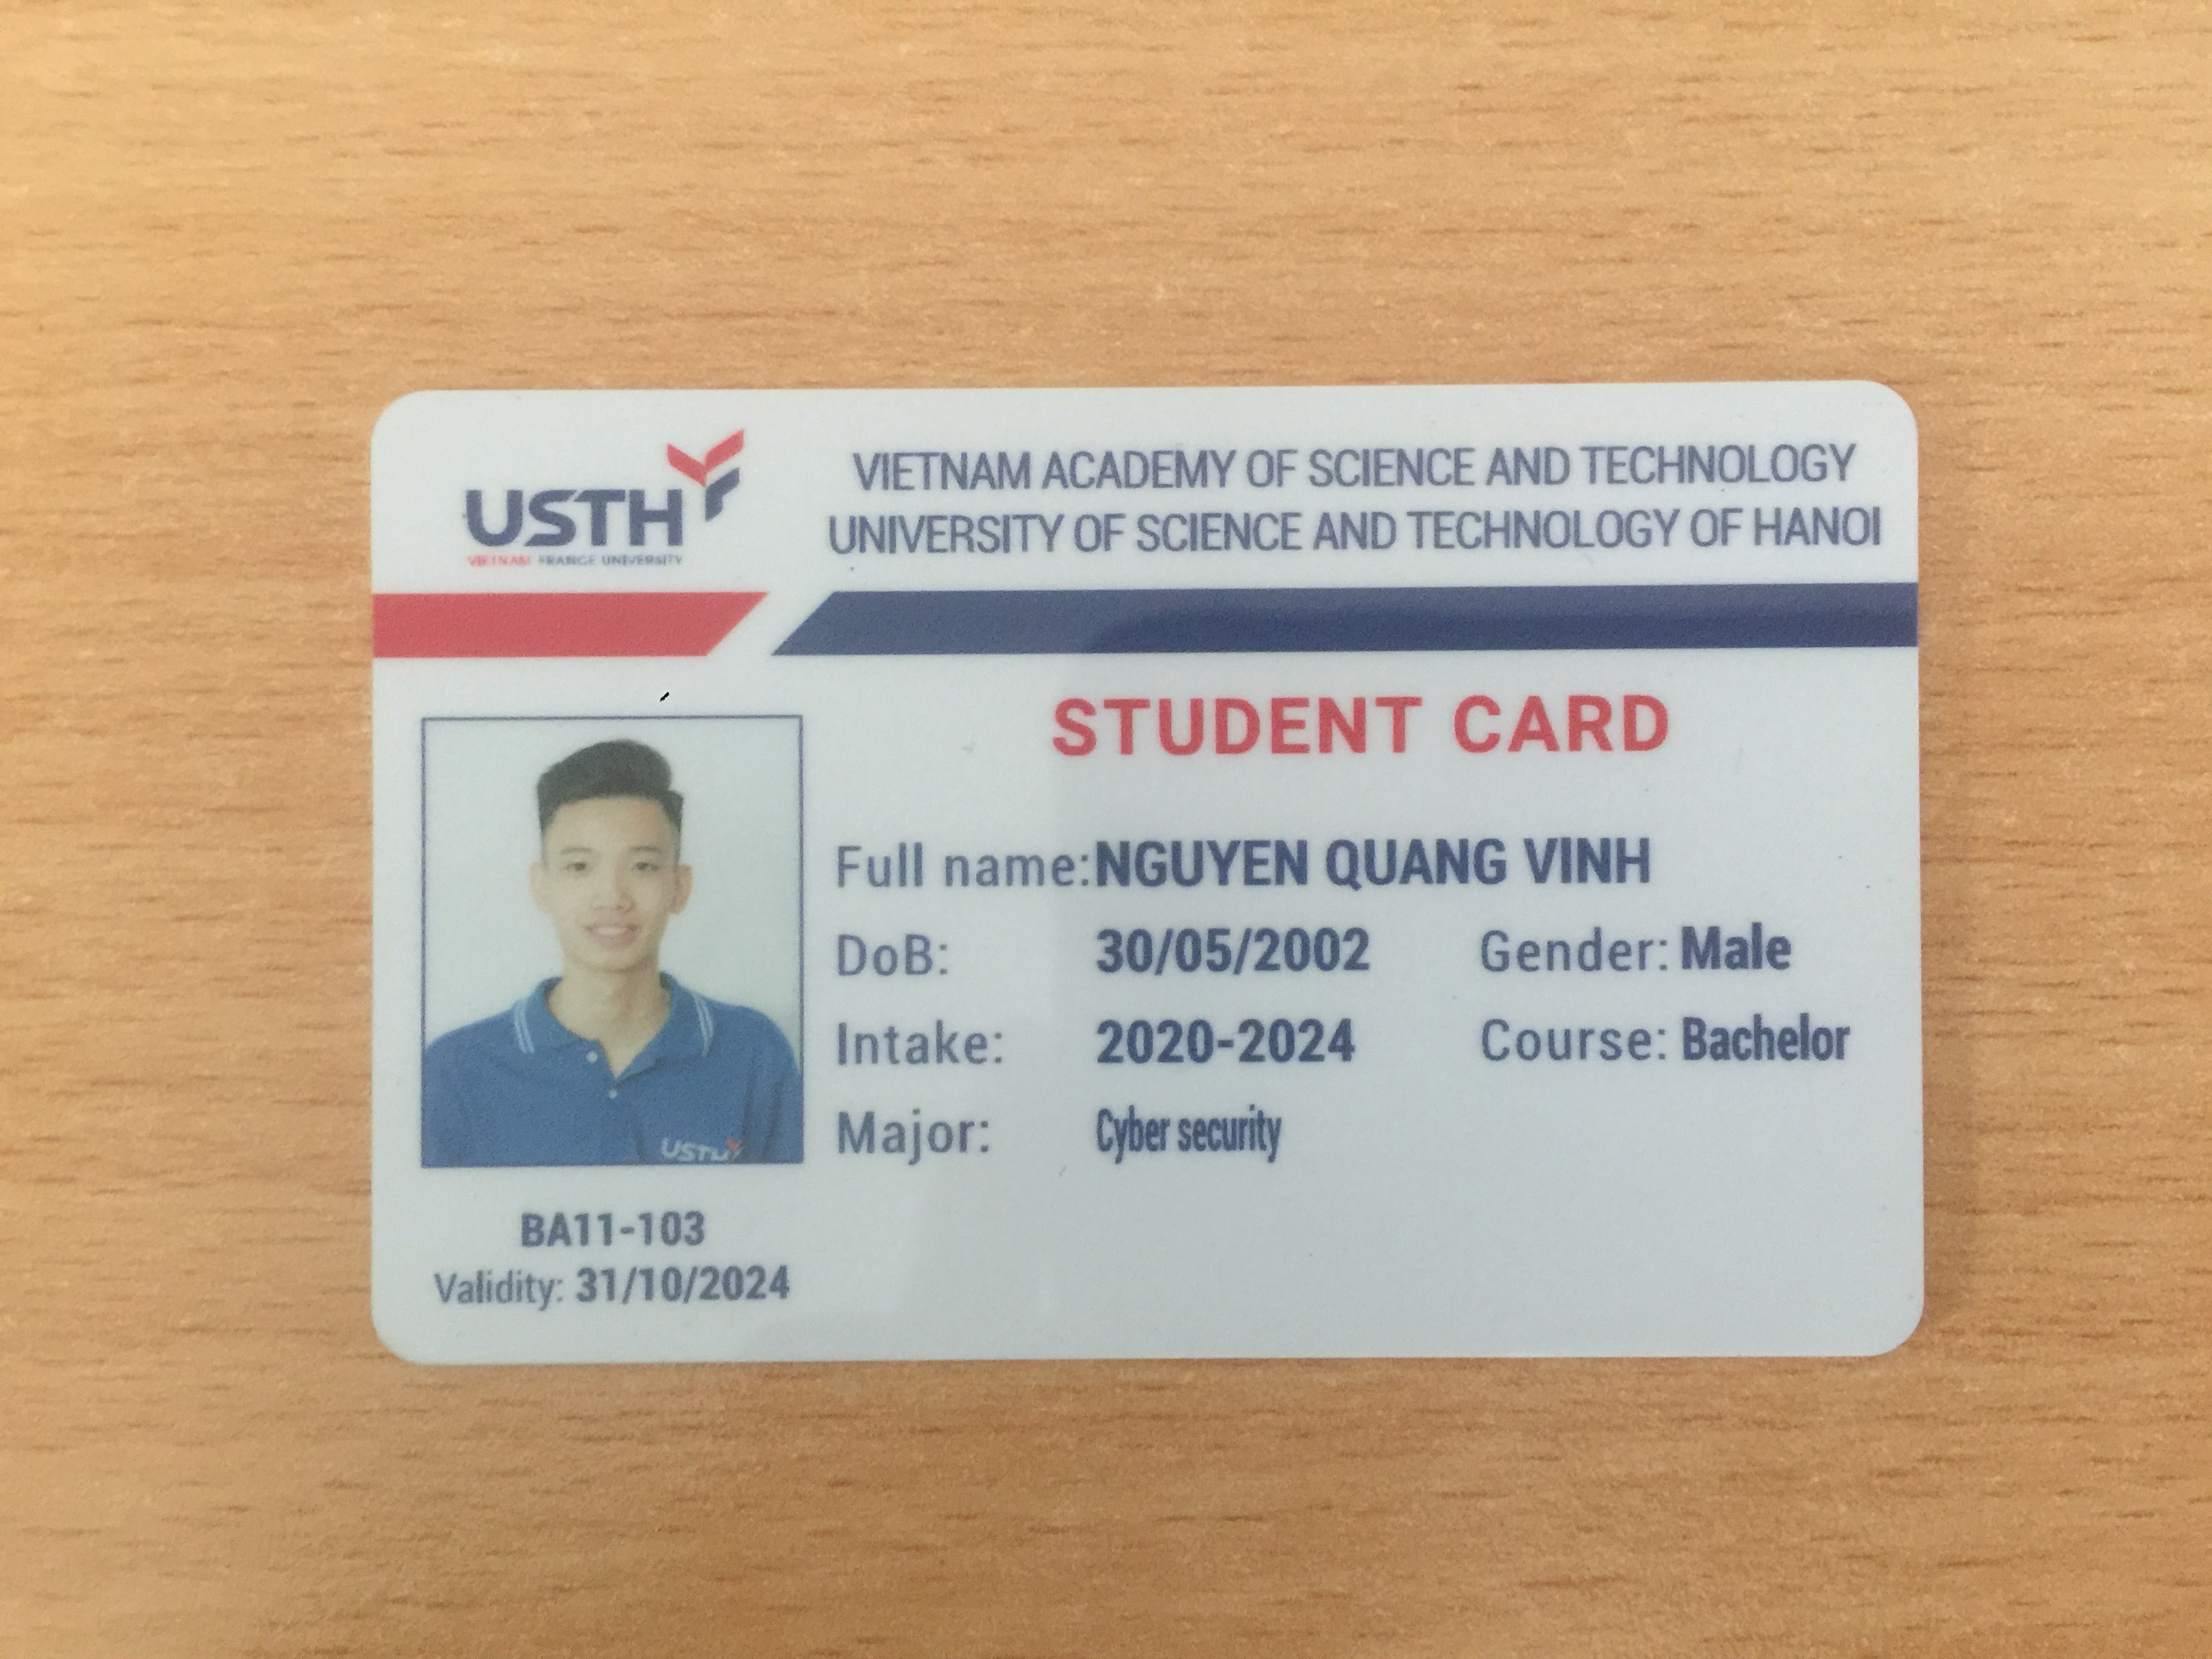 USTH
VIETNAM FRANCE UNIVERSITY
VIETNAM ACADEMY OF SCIENCE AND TECHNOLOGY
UNIVERSITY OF SCIENCE AND TECHNOLOGY OF HANOI
STUDENT CARD
Full name: NGUYEN QUANG VINH
DoB: 30/05/2002 Gender: Male
Intake: 2020-2024 Course: Bachelor
Major: Cyber security
USTH
BA11-103
Validity: 31/10/2024